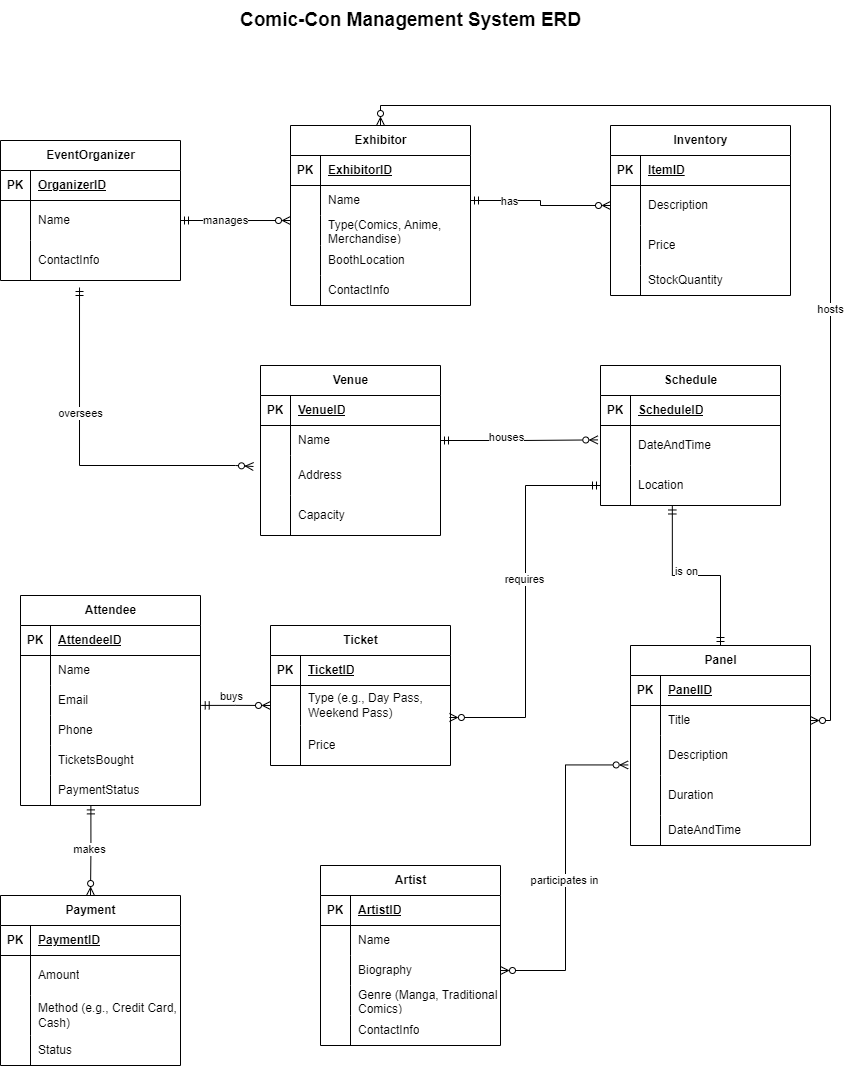 Comic-Con Management System ERD
EventOrganizer
PK OrganizerID
Name
ContactInfo
manages
Exhibitor
PK ExhibitorID
Name
Type(Comics, Anime,
Merchandise)
BoothLocation
ContactInfo
has
Inventory
PK ItemID
Description
Price
StockQuantity
hosts
oversees
Venue
PK VenueID
Name
Address
Capacity
houses
Schedule
PK ScheduleID
DateAndTime
Location
requires
is on
Attendee
PK AttendeeID
Name
Email
Phone
TicketsBought
PaymentStatus
buys
Ticket
PK TicketID
Type (e.g., Day Pass,
Weekend Pass)
Price
Panel
PK PanelID
Title
Description
Duration
DateAndTime
makes
participates in
Payment
PK PaymentID
Amount
Method (e.g., Credit Card,
Cash)
Status
Artist
PK ArtistID
Name
Biography
Genre (Manga, Traditional
Comics)
ContactInfo